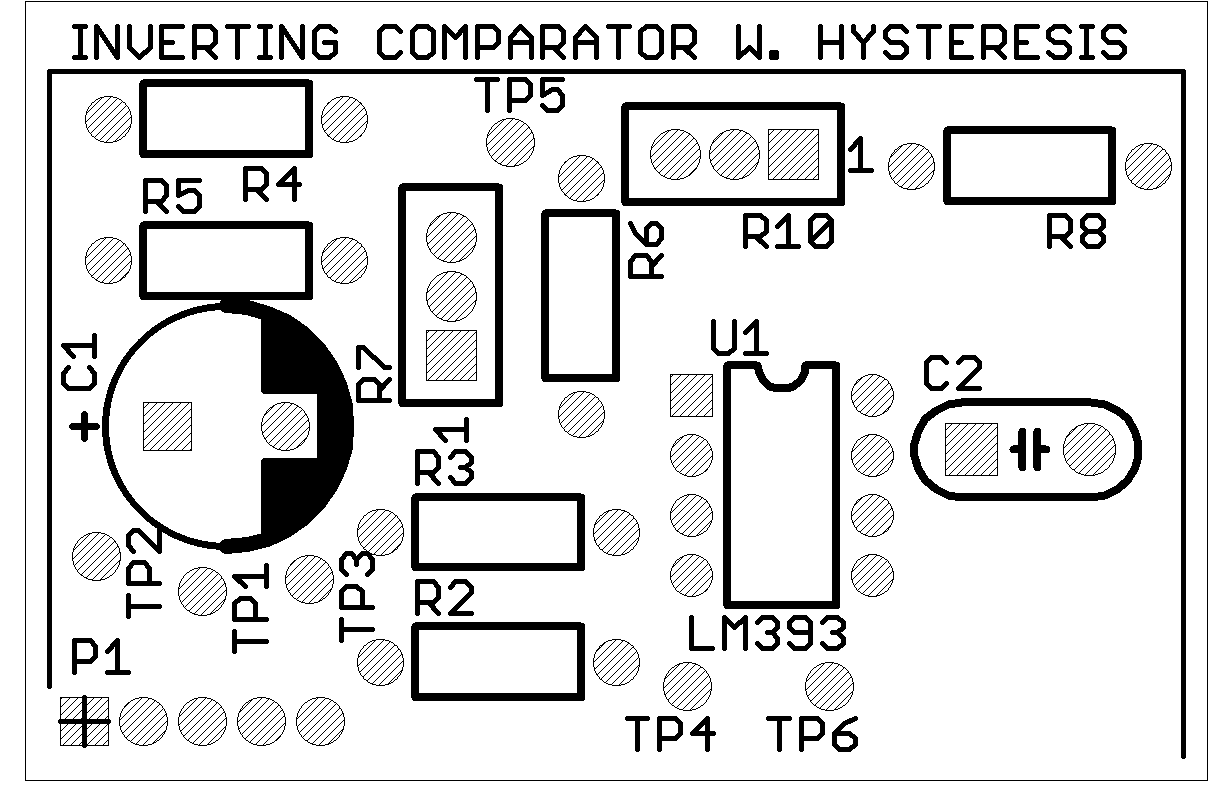 INVERTING COMPARATOR W. HYSTERESIS
TP5
1
R4
R5
R10
R8
R6
U1
C1
+
R7
C2
1
R3
TP2
TP1
TP3
R2
LM393
P1
TP4 TP6